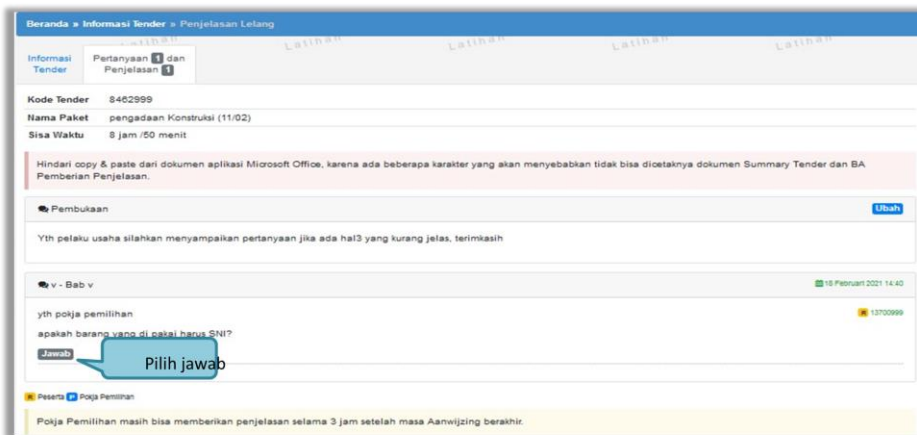 Beranda » Informasi Tender » Penjelasan Lelang
Latihan Latihan Latihan Latihan Latihan
Informasi Tender
Pertanyaan 1 dan Penjelasan 1
Kode Tender 8462999
Nama Paket pengadaan Konstruksi (11/02)
Sisa Waktu 8 jam /50 menit
Hindari copy & paste dari dokumen aplikasi Microsoft Office, karena ada beberapa karakter yang akan menyebabkan tidak bisa dicetaknya dokumen Summary Tender dan BA
Pemberian Penjelasan.
Pembukaan Ubah
Yth pelaku usaha silahkan menyampaikan pertanyaan jika ada hal3 yang kurang jelas, terimkasih
v - Bab v 18 Februari 2021 14:40
yth pokja pemilihan R 13700999
apakah barang yang di pakai harus SNI?
Jawab
Pilih jawab
R Peserta P Pokja Pemilihan
Pokja Pemilihan masih bisa memberikan penjelasan selama 3 jam setelah masa Aanwijzing berakhir.